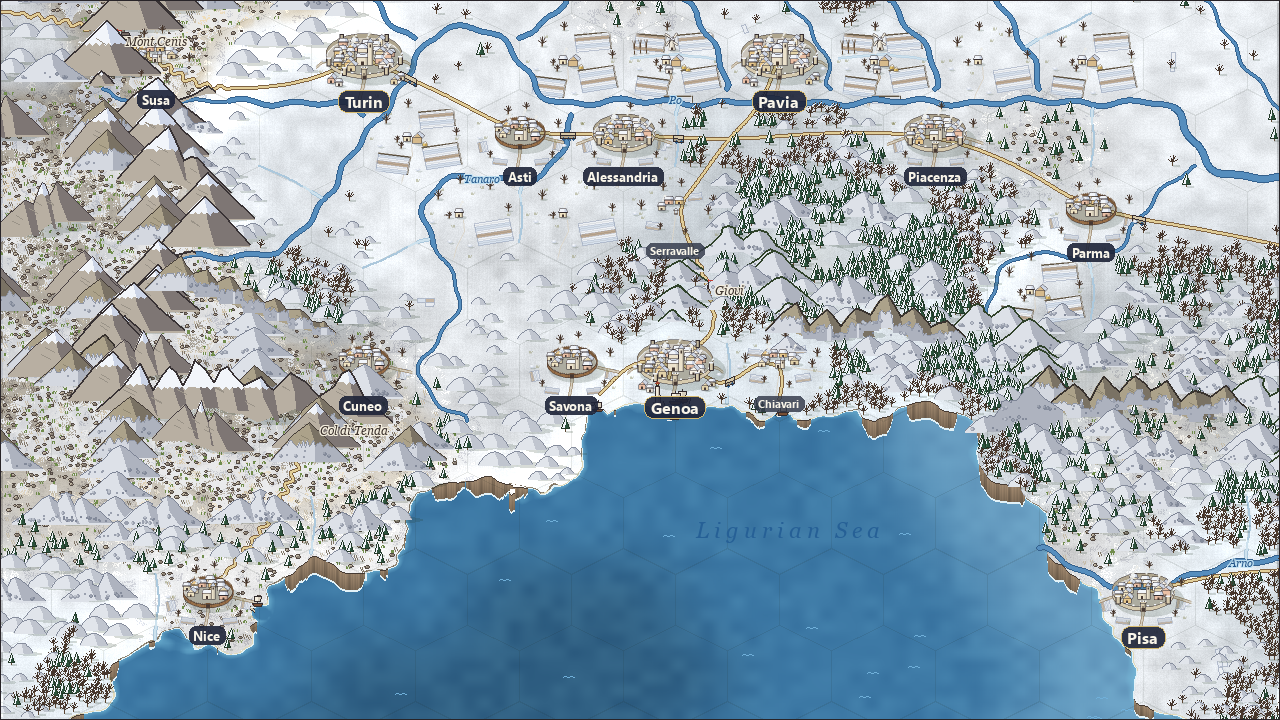 Mont Cenis
Susa
Turin
Po
Pavia
Tanaro
Asti
Alessandria
Piacenza
Serravalle
Parma
Giovi
Cuneo
Savona
Genoa
Chiavari
Col di Tenda
Ligurian Sea
Arno
Nice
Pisa